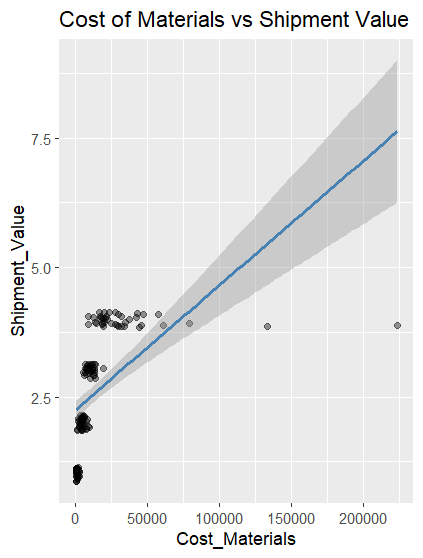 Cost of Materials vs Shipment Value
Shipment_Value
7.5
5.0
2.5
0 50000 100000 150000 200000
Cost_Materials